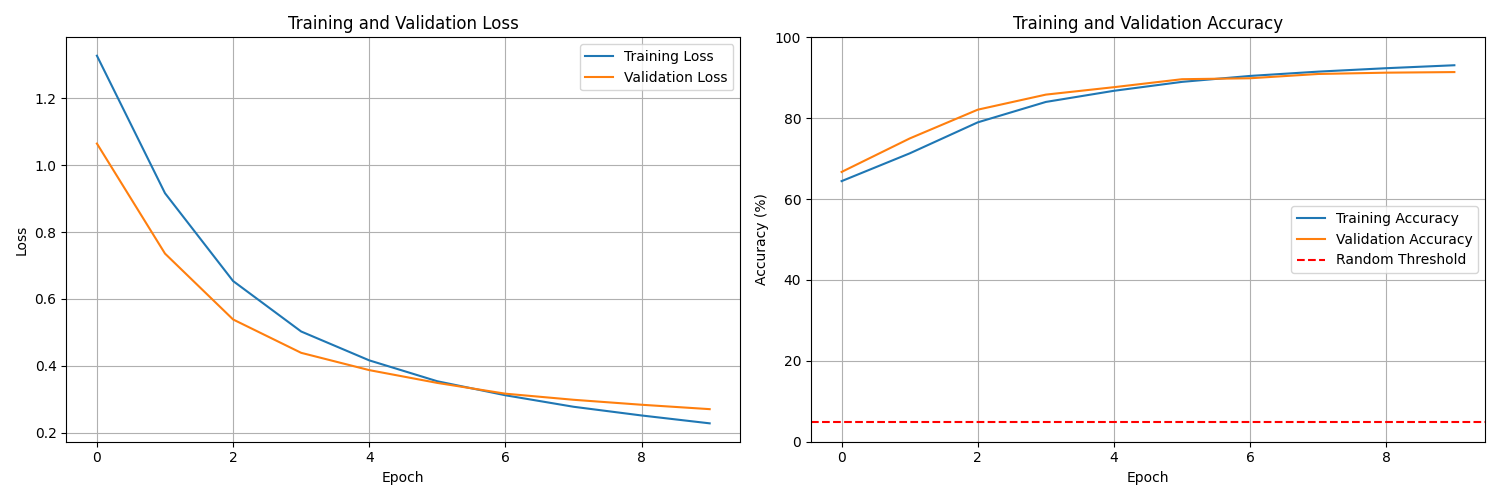 Training and Validation Loss
Training Loss
Validation Loss
Loss
1.2
1.0
0.8
0.6
0.4
0.2
0 2 4 6 8
Epoch
Training and Validation Accuracy
Accuracy (%)
100
80
60
40
20
0
Training Accuracy
Validation Accuracy
Random Threshold
0 2 4 6 8
Epoch